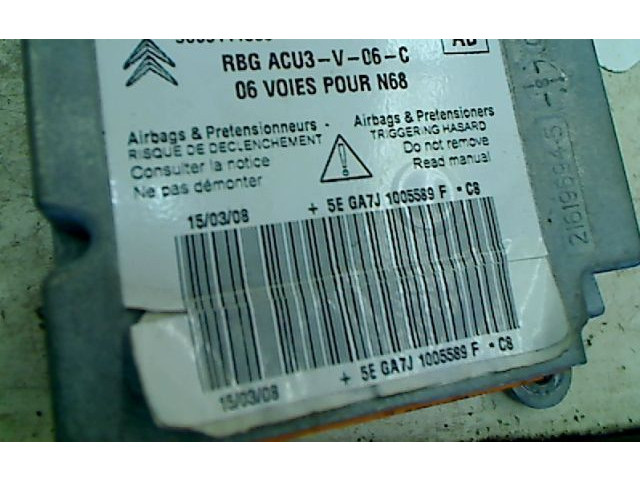 RBG ACU3-V-06-C
06 VOIES POUR N68
Airbags & Pretensionneurs -
RISQUE DE DECLENCHEMENT
Consulter la notice
Ne pas démonter
Airbags & Pretensioners
TRIGGERING HASARD
Do not remove
Read manual
15/03/08 + 5E GA7J 1005589 F · C8
15/03/08 + 5E GA7J 1005589 F · C8